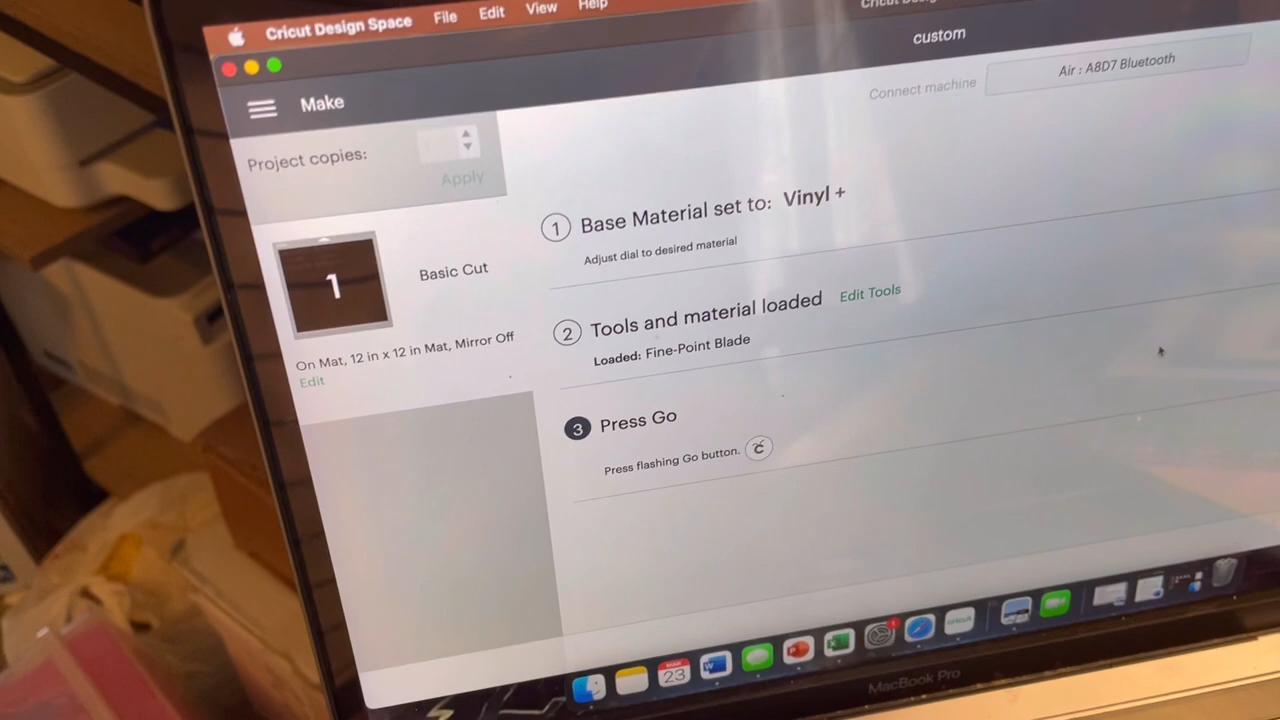 Cricut Design Space File Edit View Help
custom
Make
Connect machine Air : A8D7 Bluetooth
Project copies:
Apply
1
Basic Cut
On Mat, 12 in x 12 in Mat, Mirror Off
Edit
1 Base Material set to: Vinyl +
Adjust dial to desired material
2 Tools and material loaded Edit Tools
Loaded: Fine-Point Blade
3 Press Go
Press flashing Go button.
23
MacBook Pro